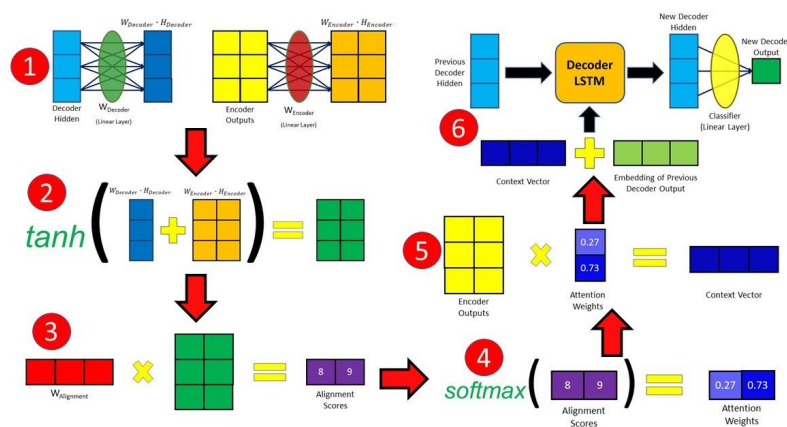 1
W_Decoder · H_Decoder
Decoder
Hidden
W_Decoder
(Linear Layer)
W_Encoder · H_Encoder
Encoder
Outputs
W_Encoder
(Linear Layer)
2
W_Decoder · H_Decoder
W_Encoder · H_Encoder
tanh
3
W_Alignment
8 9
Alignment
Scores
4
softmax
8 9
Alignment
Scores
0.27 0.73
Attention
Weights
5
Encoder
Outputs
0.27
0.73
Attention
Weights
Context Vector
6
Previous
Decoder
Hidden
Decoder
LSTM
New Decoder
Hidden
New Decoder
Output
Classifier
(Linear Layer)
Context Vector
Embedding of Previous
Decoder Output